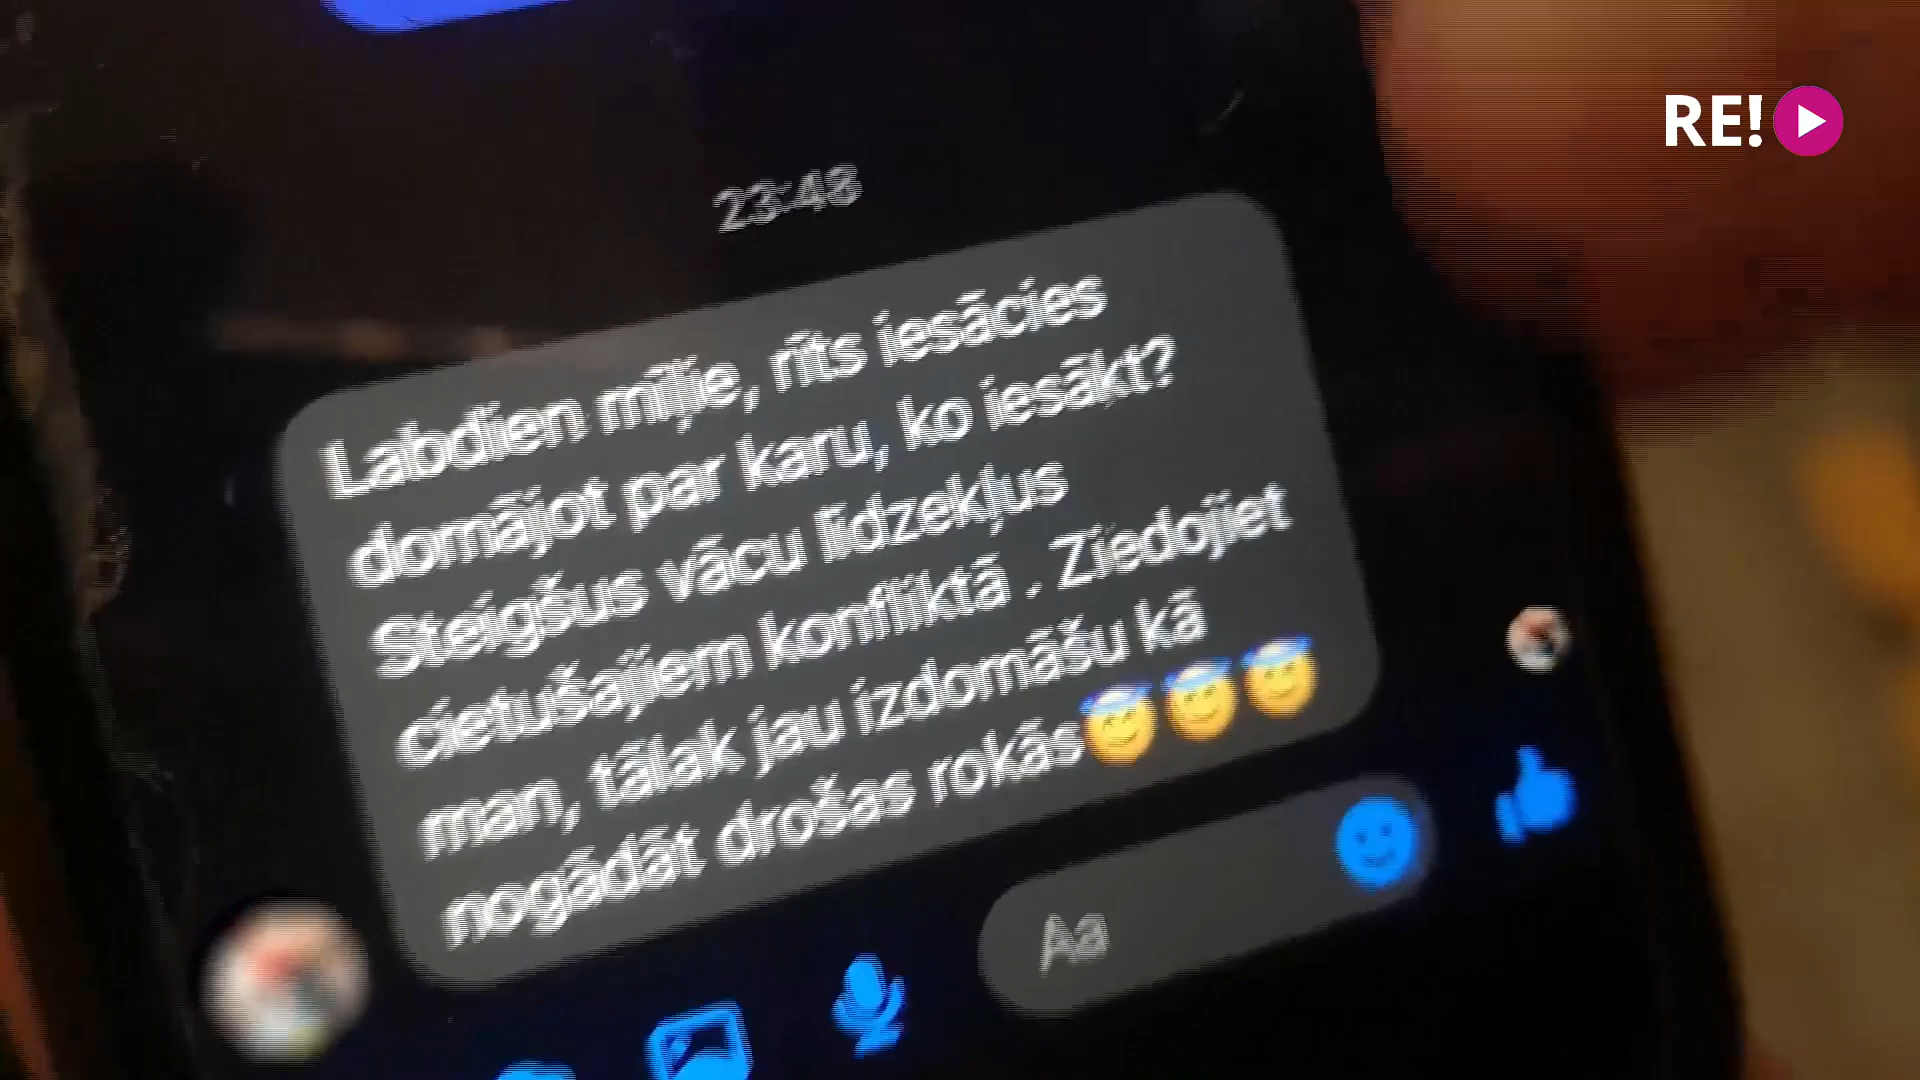 RE!
23:48
Labdien mīļie, rīts iesācies
domājot par karu, ko iesākt?
Steigšus vācu līdzekļus
cietušajiem konfliktā . Ziedojiet
man, tālak jau izdomāšu kā
nogādāt drošas rokās😇😇😇
Aa